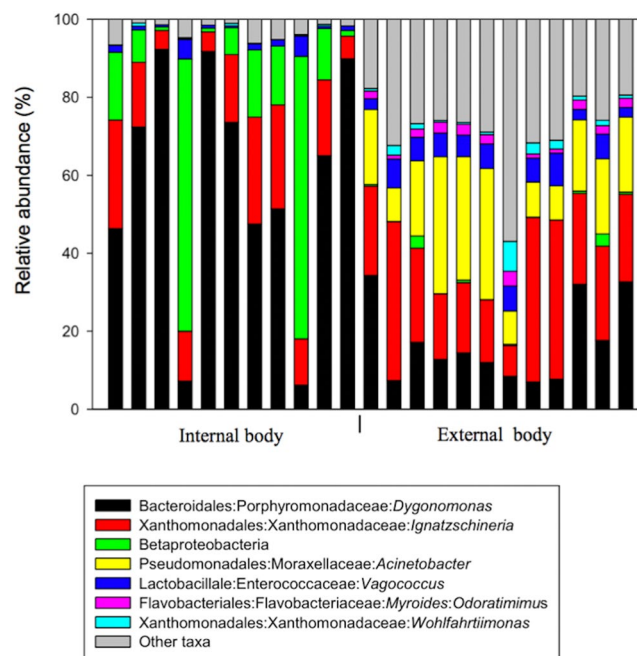 Relative abundance (%)
100
80
60
40
20
0
Internal body
External body
Bacteroidales:Porphyromonadaceae:Dygonomonas
Xanthomonadales:Xanthomonadaceae:Ignatzschineria
Betaproteobacteria
Pseudomonadales:Moraxellaceae:Acinetobacter
Lactobacillale:Enterococcaceae:Vagococcus
Flavobacteriales:Flavobacteriaceae:Myroides:Odoratimimus
Xanthomonadales:Xanthomonadaceae:Wohlfahrtiimonas
Other taxa